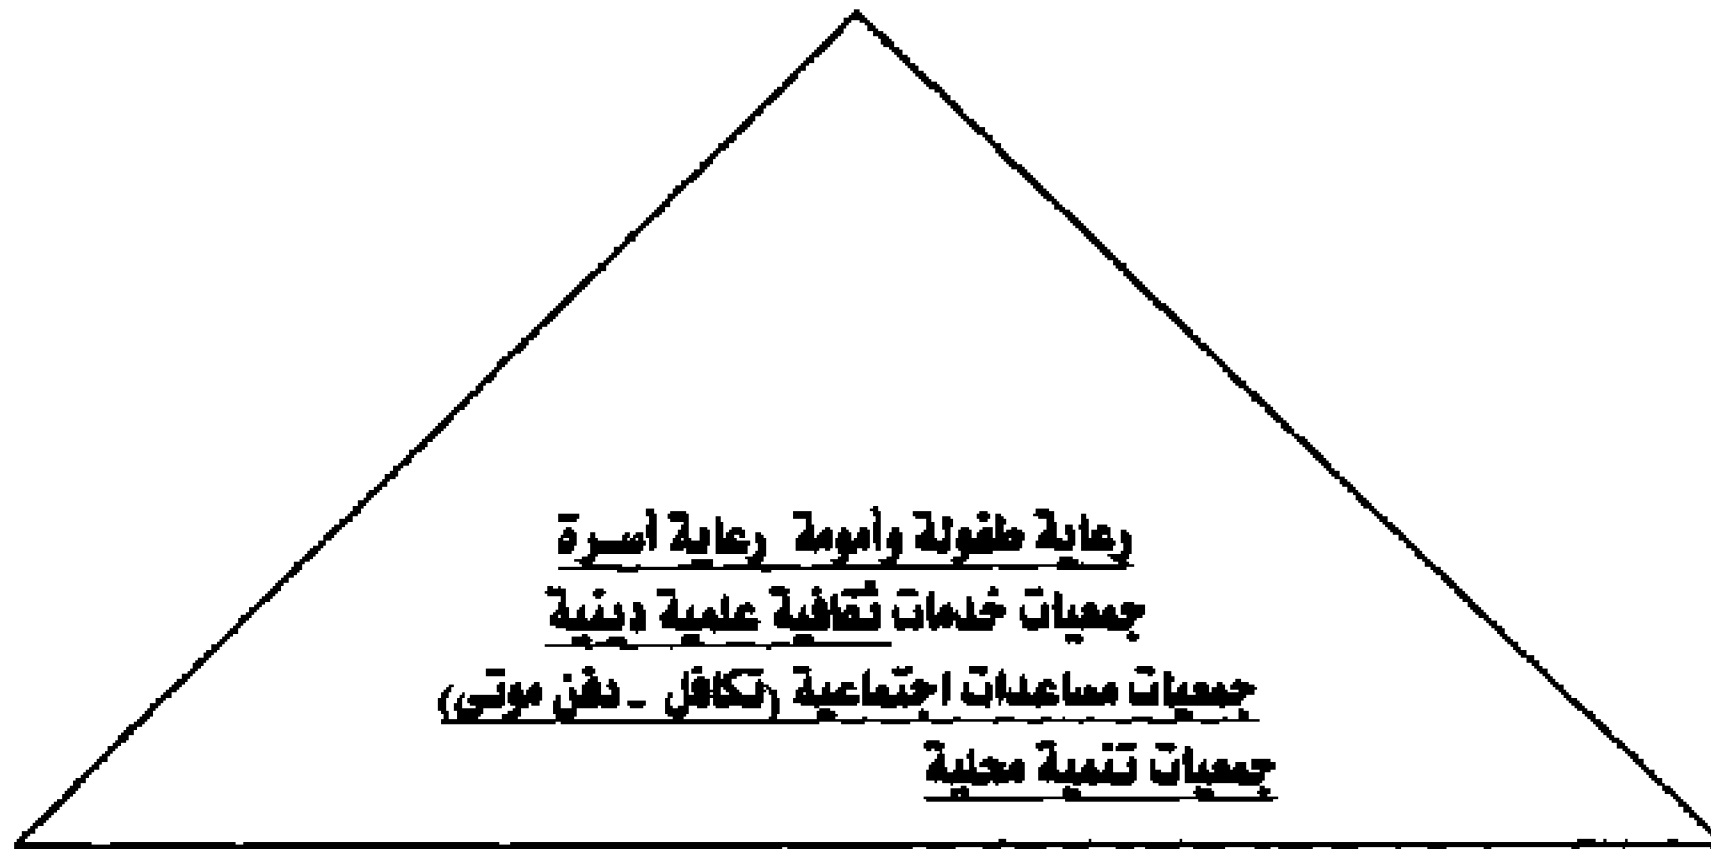 رعاية طفولة وأمومة رعاية أسرة
جمعيات خدمات ثقافية علمية دينية
جمعيات مساعدات اجتماعية (تكافل - دفن موتى)
جمعيات تنمية محلية